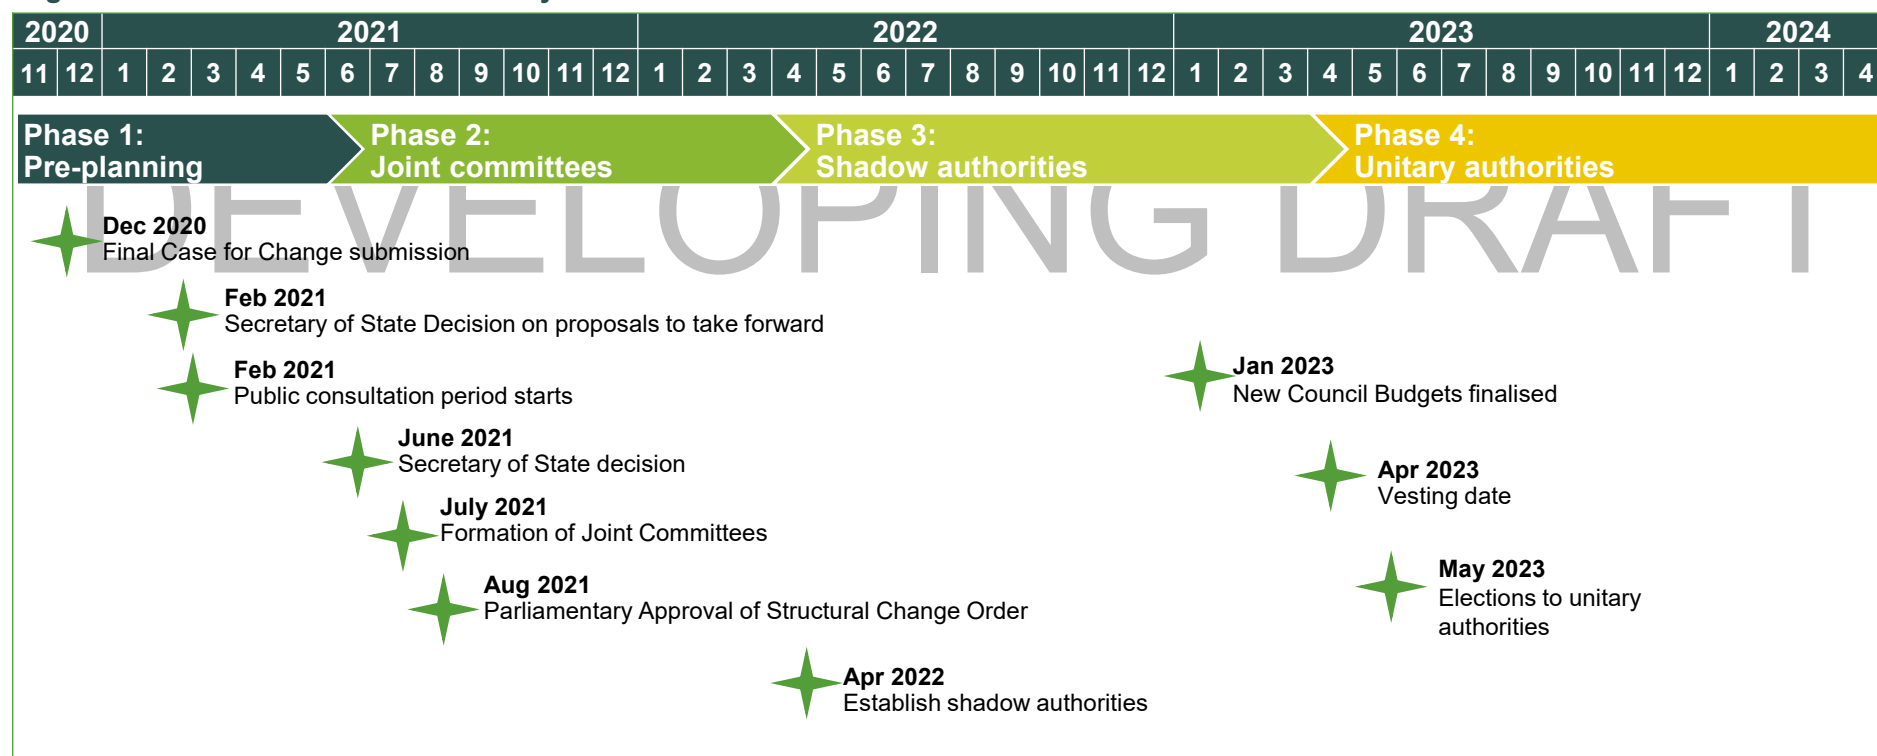 2020 2021 2022 2023 2024
11 12 1 2 3 4 5 6 7 8 9 10 11 12 1 2 3 4 5 6 7 8 9 10 11 12 1 2 3 4 5 6 7 8 9 10 11 12 1 2 3 4
Phase 1:
Pre-planning
Phase 2:
Joint committees
Phase 3:
Shadow authorities
Phase 4:
Unitary authorities
DEVELOPING DRAFT
Dec 2020
Final Case for Change submission
Feb 2021
Secretary of State Decision on proposals to take forward
Feb 2021
Public consultation period starts
June 2021
Secretary of State decision
July 2021
Formation of Joint Committees
Aug 2021
Parliamentary Approval of Structural Change Order
Apr 2022
Establish shadow authorities
Jan 2023
New Council Budgets finalised
Apr 2023
Vesting date
May 2023
Elections to unitary
authorities